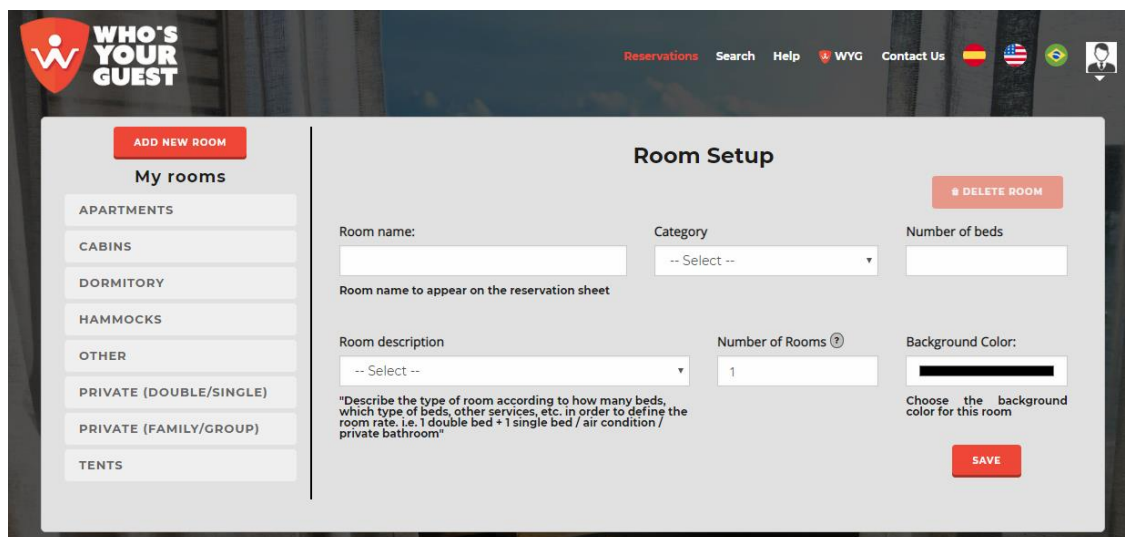 WHO'S
YOUR
GUEST
Reservations Search Help WYG Contact Us
ADD NEW ROOM
My rooms
APARTMENTS
CABINS
DORMITORY
HAMMOCKS
OTHER
PRIVATE (DOUBLE/SINGLE)
PRIVATE (FAMILY/GROUP)
TENTS
Room Setup
DELETE ROOM
Room name:
Room name to appear on the reservation sheet
Category
-- Select --
Number of beds
Room description
-- Select --
"Describe the type of room according to how many beds,
which type of beds, other services, etc. in order to define the
room rate. i.e. 1 double bed + 1 single bed / air condition /
private bathroom"
Number of Rooms ?
1
Background Color:
Choose the background
color for this room
SAVE